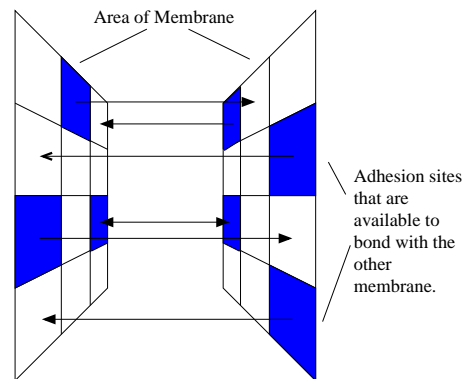 Area of Membrane
Adhesion sites
that are
available to
bond with the
other
membrane.